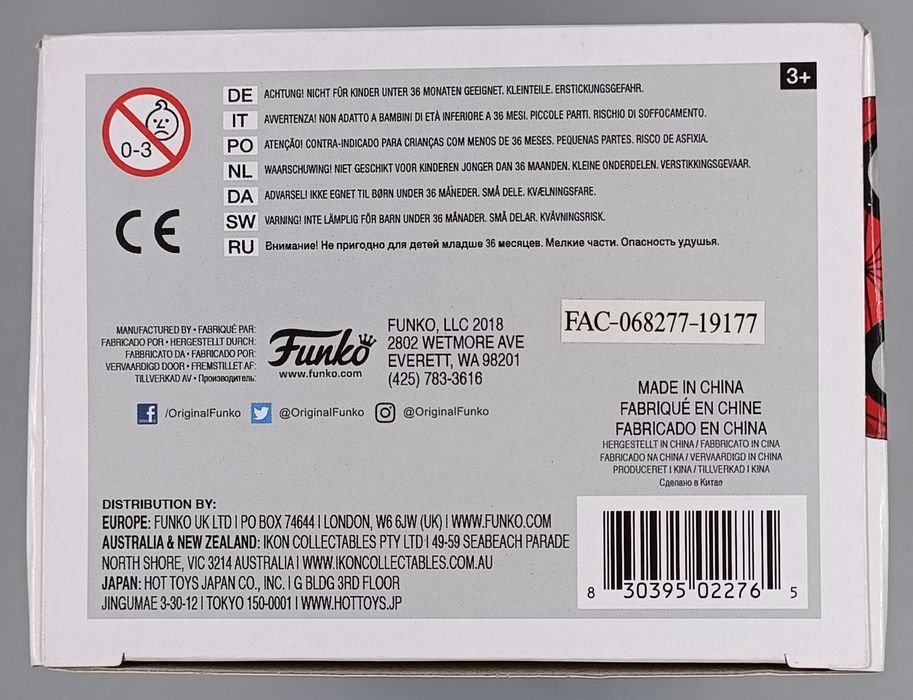 3+
0-3
DE ACHTUNG! NICHT FÜR KINDER UNTER 36 MONATEN GEEIGNET. KLEINTEILE. ERSTICKUNGSGEFAHR.
IT AVVERTENZA! NON ADATTO A BAMBINI DI ETÀ INFERIORE A 36 MESI. PICCOLE PARTI. RISCHIO DI SOFFOCAMENTO.
PO ATENÇÃO! CONTRA-INDICADO PARA CRIANÇAS COM MENOS DE 36 MESES. PEQUENAS PARTES. RISCO DE ASFIXIA.
NL WAARSCHUWING! NIET GESCHIKT VOOR KINDEREN JONGER DAN 36 MAANDEN. KLEINE ONDERDELEN. VERSTIKKINGSGEVAAR.
DA ADVARSEL! IKKE EGNET TIL BØRN UNDER 36 MÅNEDER. SMÅ DELE. KVÆLNINGSFARE.
SW VARNING! INTE LÄMPLIG FÖR BARN UNDER 36 MÅNADER. SMÅ DELAR. KVÄVNINGSRISK.
RU Внимание! Не пригодно для детей младше 36 месяцев. Мелкие части. Опасность удушья.
CE
MANUFACTURED BY • FABRIQUÉ PAR:
FABRICADO POR • HERGESTELLT DURCH:
FABBRICATO DA • FABRICADO POR:
VERVAARDIGD DOOR • FREMSTILLET AF:
TILLVERKAD AV • Производитель:
Funko
www.funko.com
FUNKO, LLC 2018
2802 WETMORE AVE
EVERETT, WA 98201
(425) 783-3616
FAC-068277-19177
/OriginalFunko @OriginalFunko @OriginalFunko
MADE IN CHINA
FABRIQUÉ EN CHINE
FABRICADO EN CHINA
HERGESTELLT IN CHINA / FABBRICATO IN CINA
FABRICADO NA CHINA / VERVAARDIGD IN CHINA
PRODUCERET I KINA / TILLVERKAD I KINA
Сделано в Китае
DISTRIBUTION BY:
EUROPE: FUNKO UK LTD | PO BOX 74644 | LONDON, W6 6JW (UK) | WWW.FUNKO.COM
AUSTRALIA & NEW ZEALAND: IKON COLLECTABLES PTY LTD | 49-59 SEABEACH PARADE
NORTH SHORE, VIC 3214 AUSTRALIA | WWW.IKONCOLLECTABLES.COM.AU
JAPAN: HOT TOYS JAPAN CO., INC. | G BLDG 3RD FLOOR
JINGUMAE 3-30-12 | TOKYO 150-0001 | WWW.HOTTOYS.JP
8 30395 02276 5